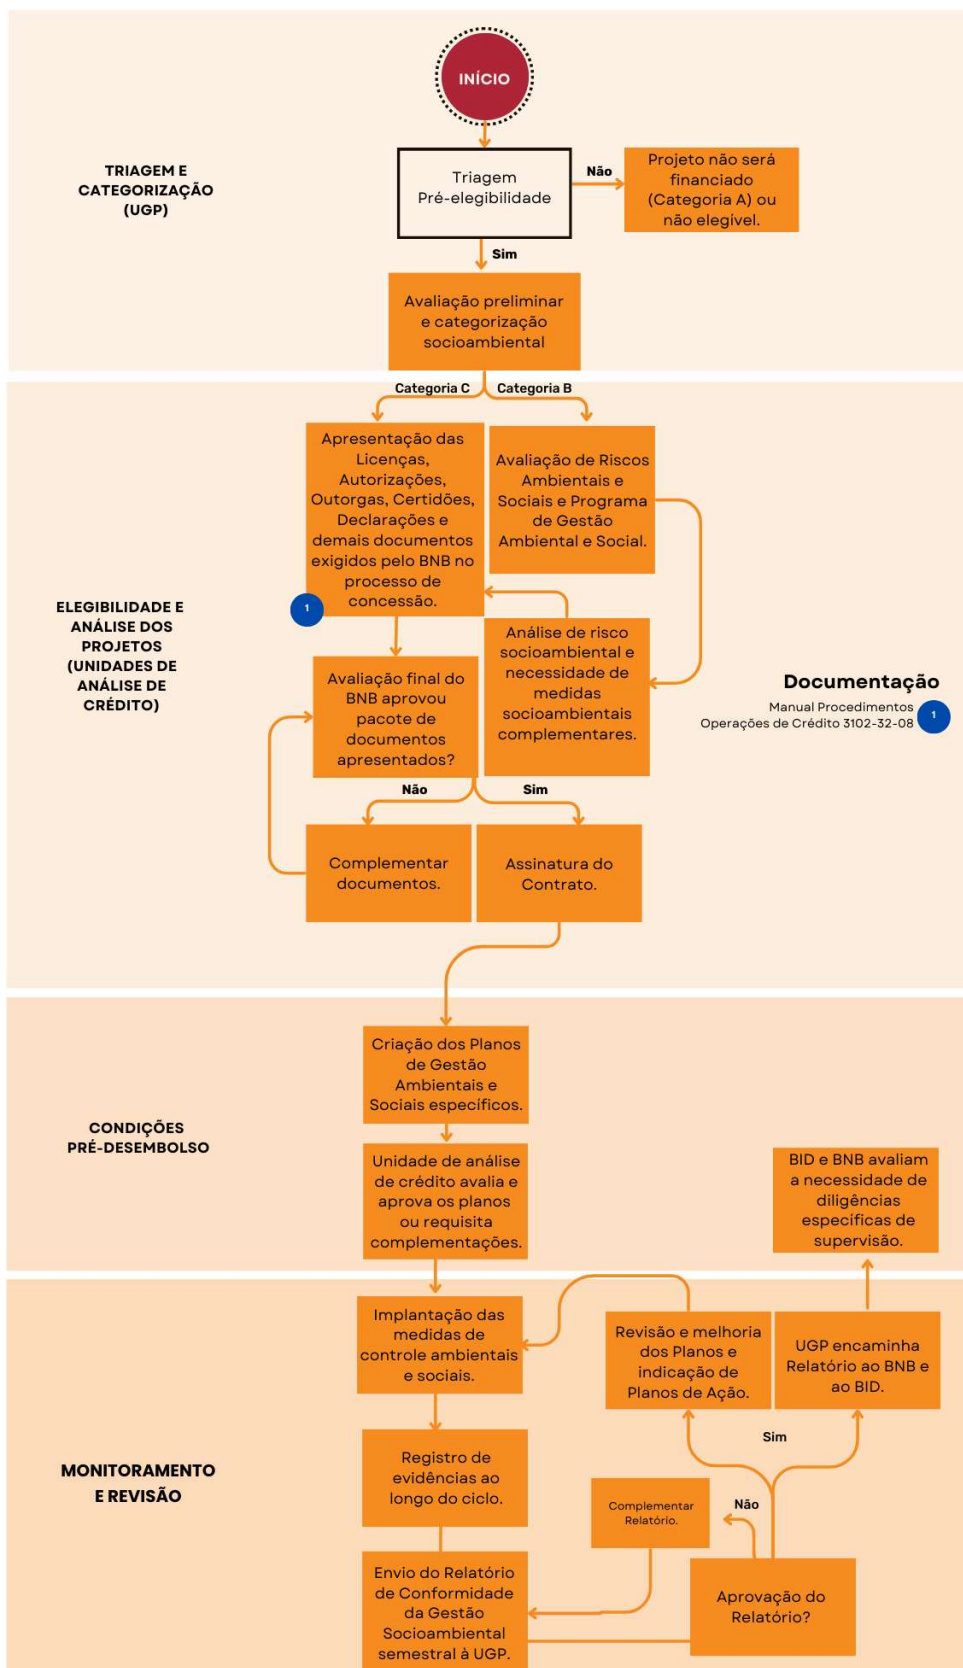 INÍCIO
TRIAGEM E
CATEGORIZAÇÃO
(UGP)
Triagem
Pré-elegibilidade
Não
Projeto não será
financiado
(Categoria A) ou
não elegível.
Sim
Avaliação preliminar
e categorização
socioambiental
Categoria C
Categoria B
Apresentação das
Licenças,
Autorizações,
Outorgas, Certidões,
Declarações e
demais documentos
exigidos pelo BNB no
processo de
concessão.
1
Avaliação de Riscos
Ambientais e
Sociais e Programa
de Gestão
Ambiental e Social.
ELEGIBILIDADE E
ANÁLISE DOS
PROJETOS
(UNIDADES DE
ANÁLISE DE
CRÉDITO)
Análise de risco
socioambiental e
necessidade de
medidas
socioambientais
complementares.
Avaliação final do
BNB aprovou
pacote de
documentos
apresentados?
Documentação
Manual Procedimentos
Operações de Crédito 3102-32-08
1
Não
Sim
Complementar
documentos.
Assinatura do
Contrato.
CONDIÇÕES
PRÉ-DESEMBOLSO
Criação dos Planos
de Gestão
Ambientais e
Sociais específicos.
Unidade de análise
de crédito avalia e
aprova os planos
ou requisita
complementações.
BID e BNB avaliam
a necessidade de
diligências
específicas de
supervisão.
MONITORAMENTO
E REVISÃO
Implantação das
medidas de
controle ambientais
e sociais.
Revisão e melhoria
dos Planos e
indicação de
Planos de Ação.
UGP encaminha
Relatório ao BNB e
ao BID.
Sim
Registro de
evidências ao
longo do ciclo.
Complementar
Relatório.
Não
Envio do Relatório
de Conformidade
da Gestão
Socioambiental
semestral à UGP.
Aprovação do
Relatório?